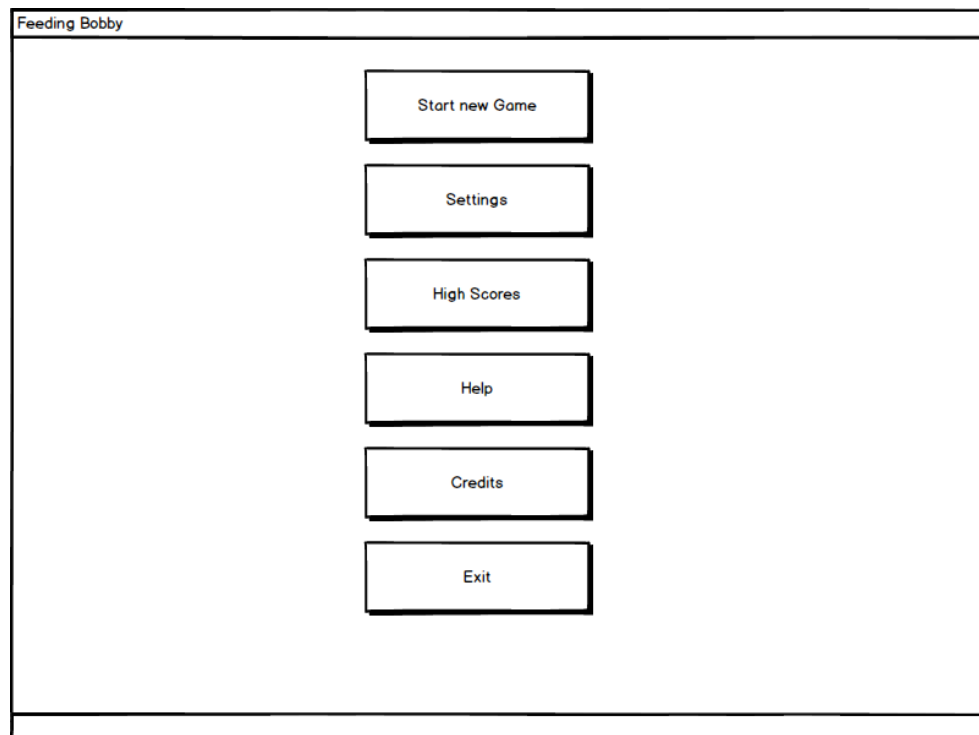 Feeding Bobby
Start new Game
Settings
High Scores
Help
Credits
Exit